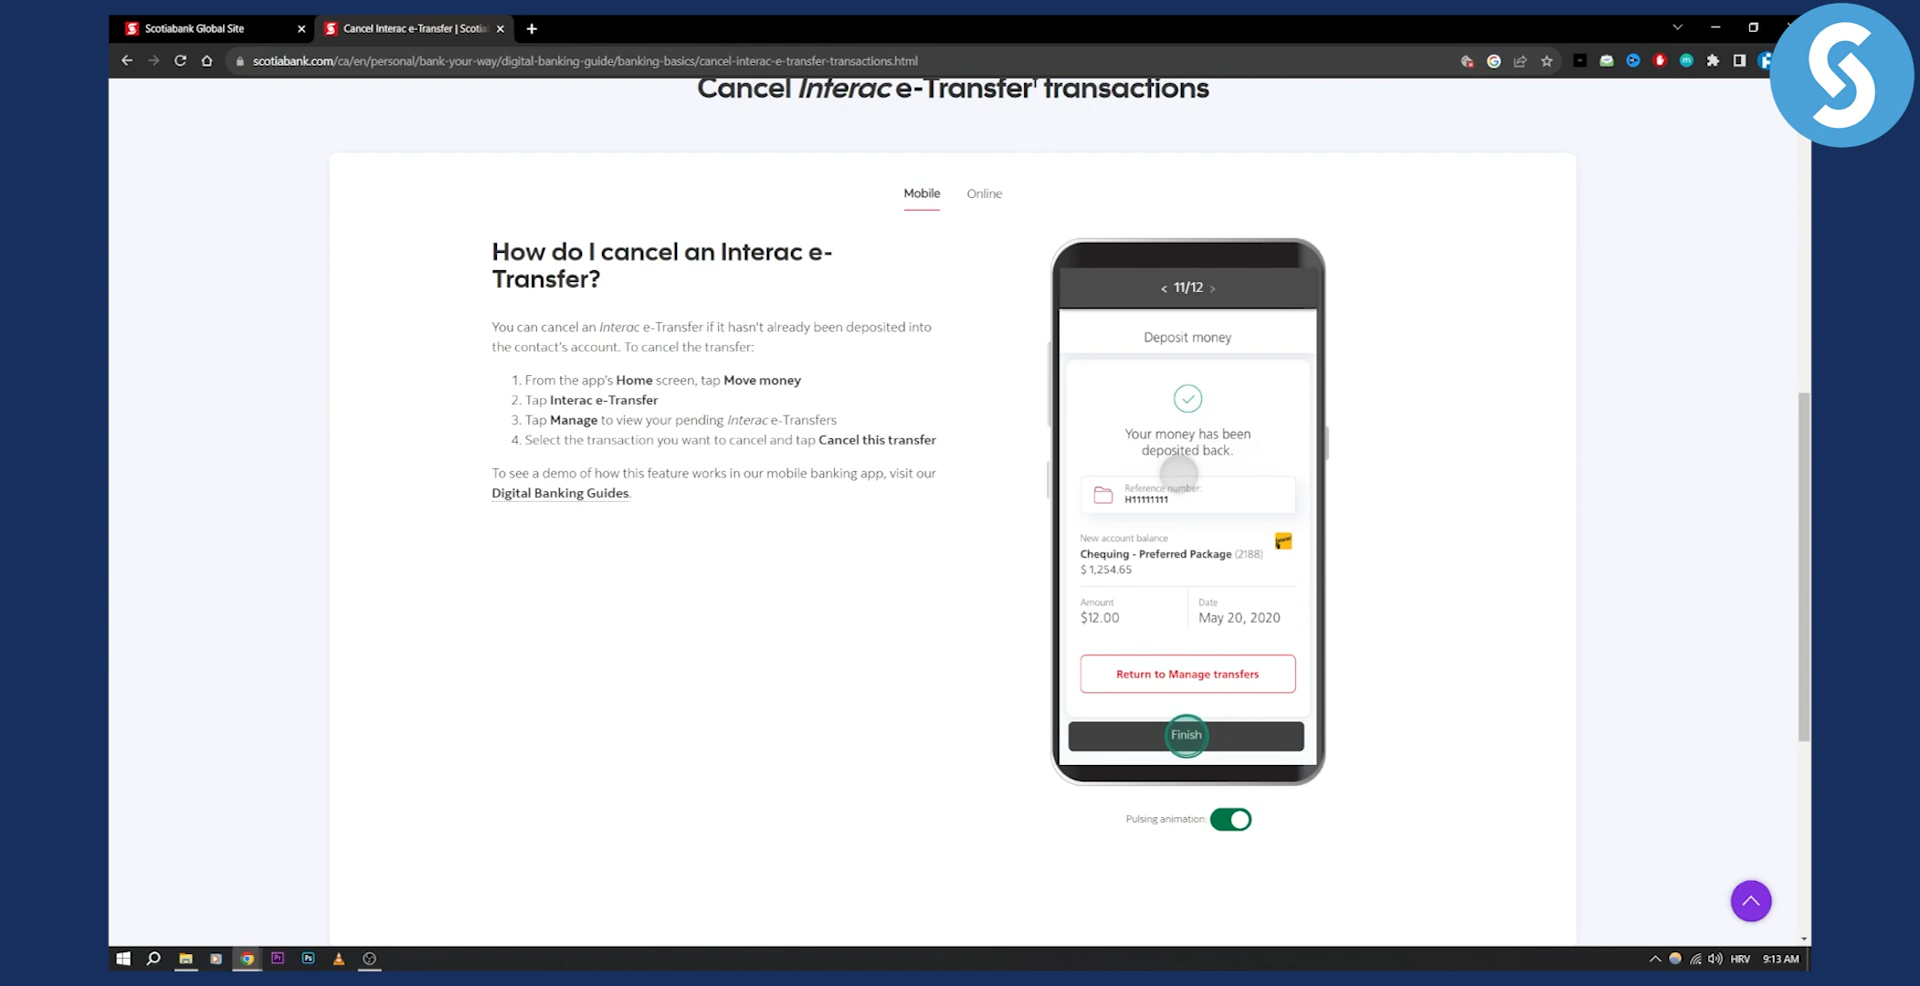 Scotiabank Global Site
Cancel Interac e-Transfer | Scotia
scotiabank.com/ca/en/personal/bank-your-way/digital-banking-guide/banking-basics/cancel-interac-e-transfer-transactions.html
Cancel Interac e-Transfer† transactions
Mobile Online
How do I cancel an Interac e-
Transfer?
You can cancel an Interac e-Transfer if it hasn't already been deposited into
the contact's account. To cancel the transfer:
1. From the app's Home screen, tap Move money
2. Tap Interac e-Transfer
3. Tap Manage to view your pending Interac e-Transfers
4. Select the transaction you want to cancel and tap Cancel this transfer
To see a demo of how this feature works in our mobile banking app, visit our
Digital Banking Guides.
< 11/12 >
Deposit money
Your money has been
deposited back.
Reference number:
H11111111
New account balance
Chequing - Preferred Package (2188)
$ 1,254.65
Amount
$12.00
Date
May 20, 2020
Return to Manage transfers
Finish
Pulsing animation:
HRV 9:13 AM